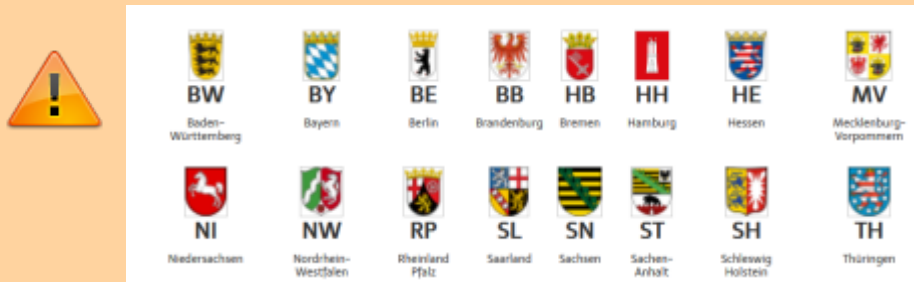 BW BY BE BB HB HH HE MV
Baden- Bayern Berlin Brandenburg Bremen Hamburg Hessen Mecklenburg-
Württemberg Vorpommern
NI NW RP SL SN ST SH TH
Niedersachsen Nordrhein- Rheinland Saarland Sachsen Sachen- Schleswig Thüringen
Westfalen Pfalz Anhalt Holstein